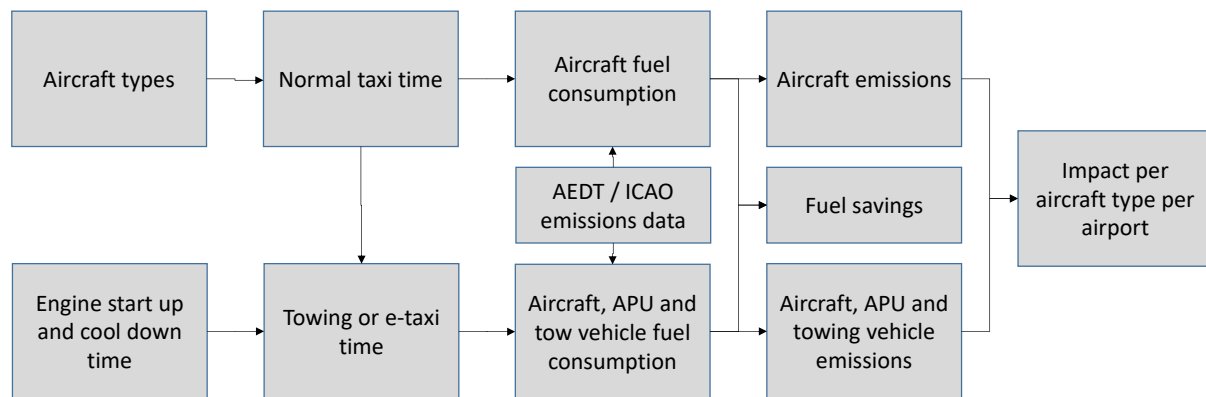 Aircraft types
Normal taxi time
Aircraft fuel
consumption
Aircraft emissions
AEDT / ICAO
emissions data
Fuel savings
Impact per
aircraft type per
airport
Engine start up
and cool down
time
Towing or e-taxi
time
Aircraft, APU and
tow vehicle fuel
consumption
Aircraft, APU and
towing vehicle
emissions